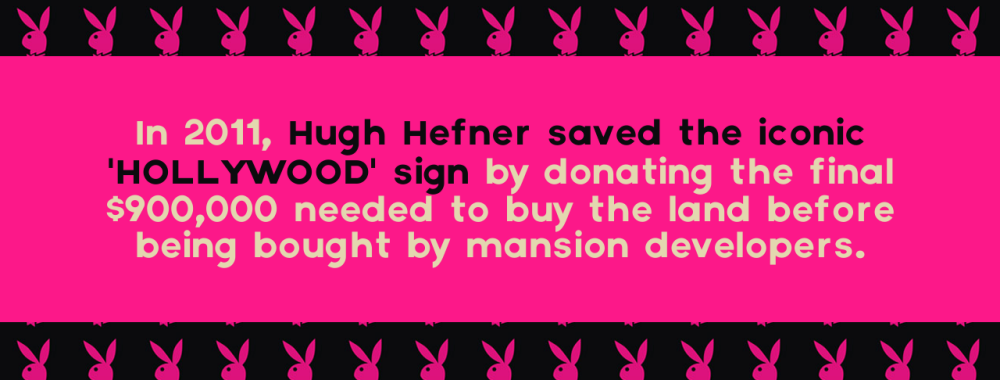 In 2011, Hugh Hefner saved the iconic
'HOLLYWOOD' sign by donating the final
$900,000 needed to buy the land before
being bought by mansion developers.